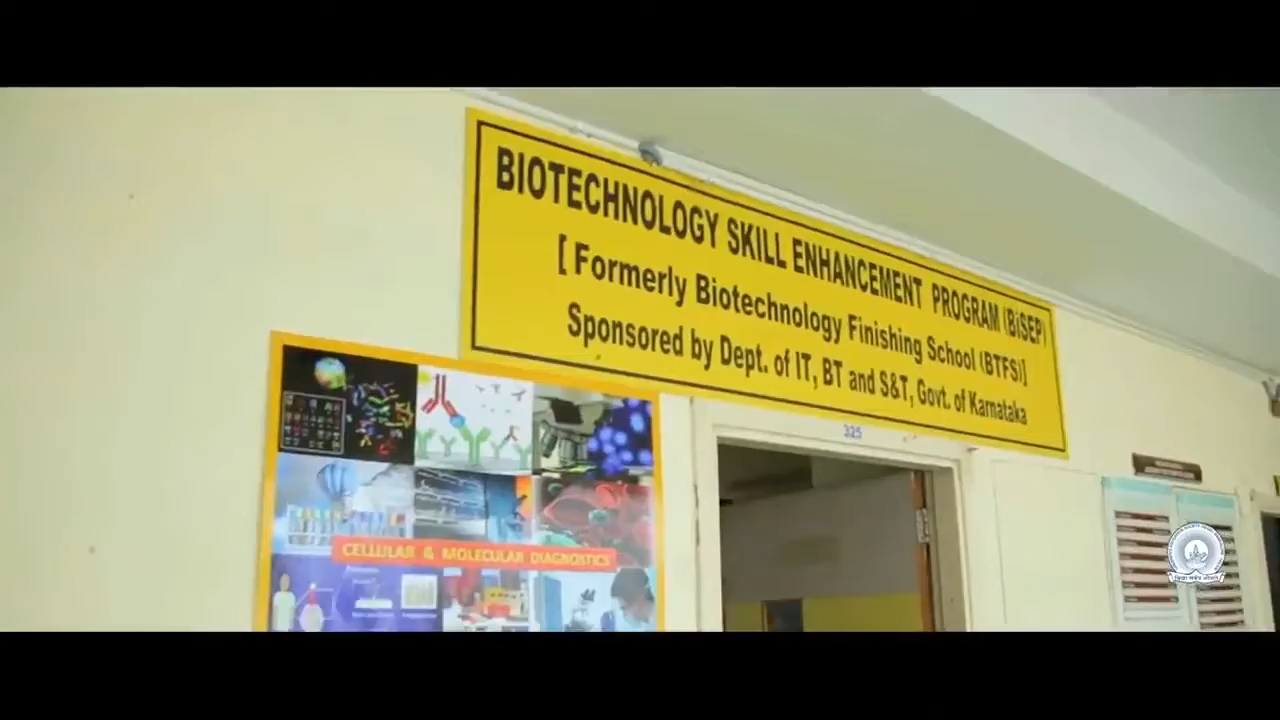 BIOTECHNOLOGY SKILL ENHANCEMENT PROGRAM (BiSEP)
[ Formerly Biotechnology Finishing School (BTFS)]
Sponsored by Dept. of IT, BT and S&T, Govt. of Karnataka
325
CELLULAR & MOLECULAR DIAGNOSTICS